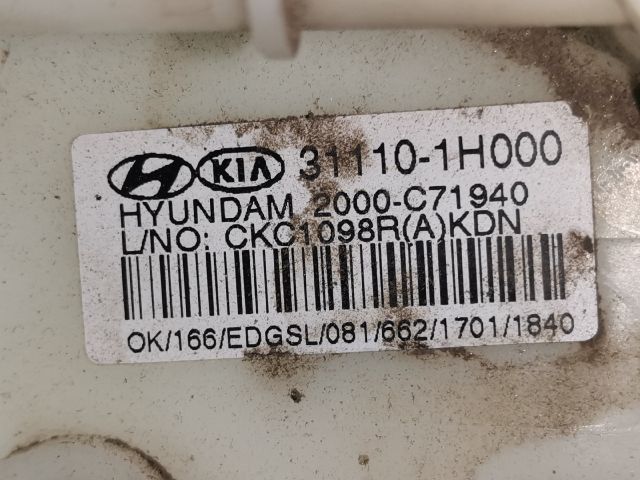 KIA 31110-1H000
HYUNDAM 2000-C71940
L/NO: CKC1098R(A)KDN
OK/166/EDGSL/081/662/1701/1840